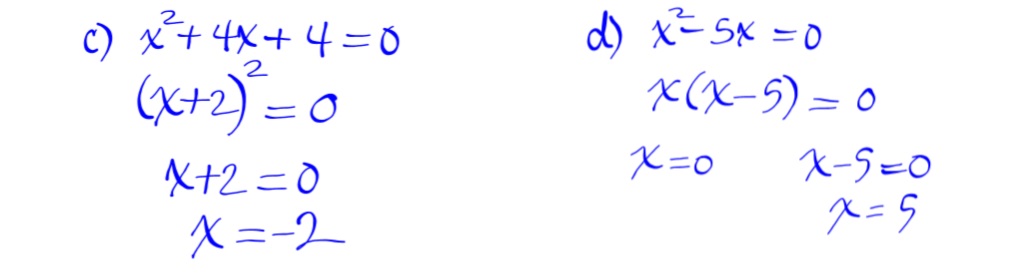 c) x²+4x+4=0
(x+2)²=0
x+2=0
x=-2
d) x²-5x=0
x(x-5)=0
x=0 x-5=0
x=5